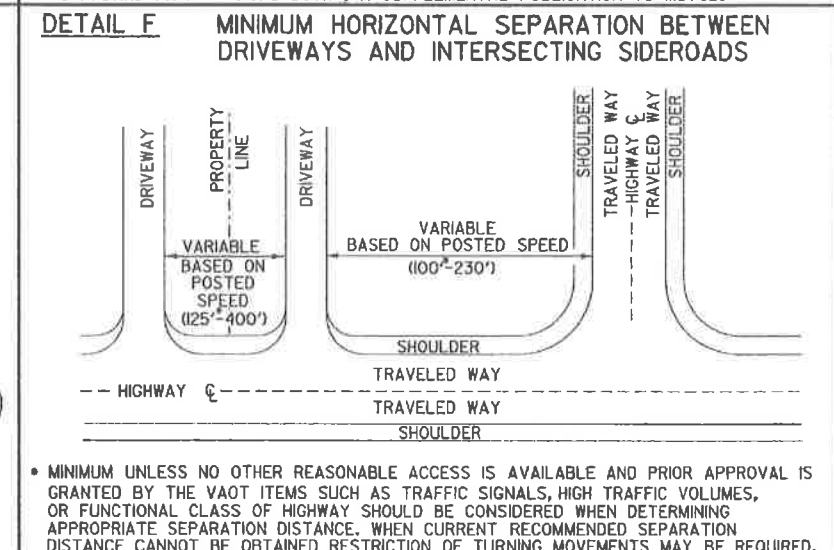 DETAIL F MINIMUM HORIZONTAL SEPARATION BETWEEN
DRIVEWAYS AND INTERSECTING SIDEROADS
DRIVEWAY
PROPERTY
LINE
DRIVEWAY
SHOULDER
TRAVELED WAY
HIGHWAY ℄
TRAVELED WAY
SHOULDER
VARIABLE
BASED ON
POSTED
SPEED
(125'*-400')
VARIABLE
BASED ON POSTED SPEED
(100'*-230')
SHOULDER
TRAVELED WAY
HIGHWAY ℄
TRAVELED WAY
SHOULDER
* MINIMUM UNLESS NO OTHER REASONABLE ACCESS IS AVAILABLE AND PRIOR APPROVAL IS
GRANTED BY THE VAOT ITEMS SUCH AS TRAFFIC SIGNALS, HIGH TRAFFIC VOLUMES,
OR FUNCTIONAL CLASS OF HIGHWAY SHOULD BE CONSIDERED WHEN DETERMINING
APPROPRIATE SEPARATION DISTANCE. WHEN CURRENT RECOMMENDED SEPARATION
DISTANCE CANNOT BE OBTAINED RESTRICTION OF TURNING MOVEMENTS MAY BE REQUIRED.